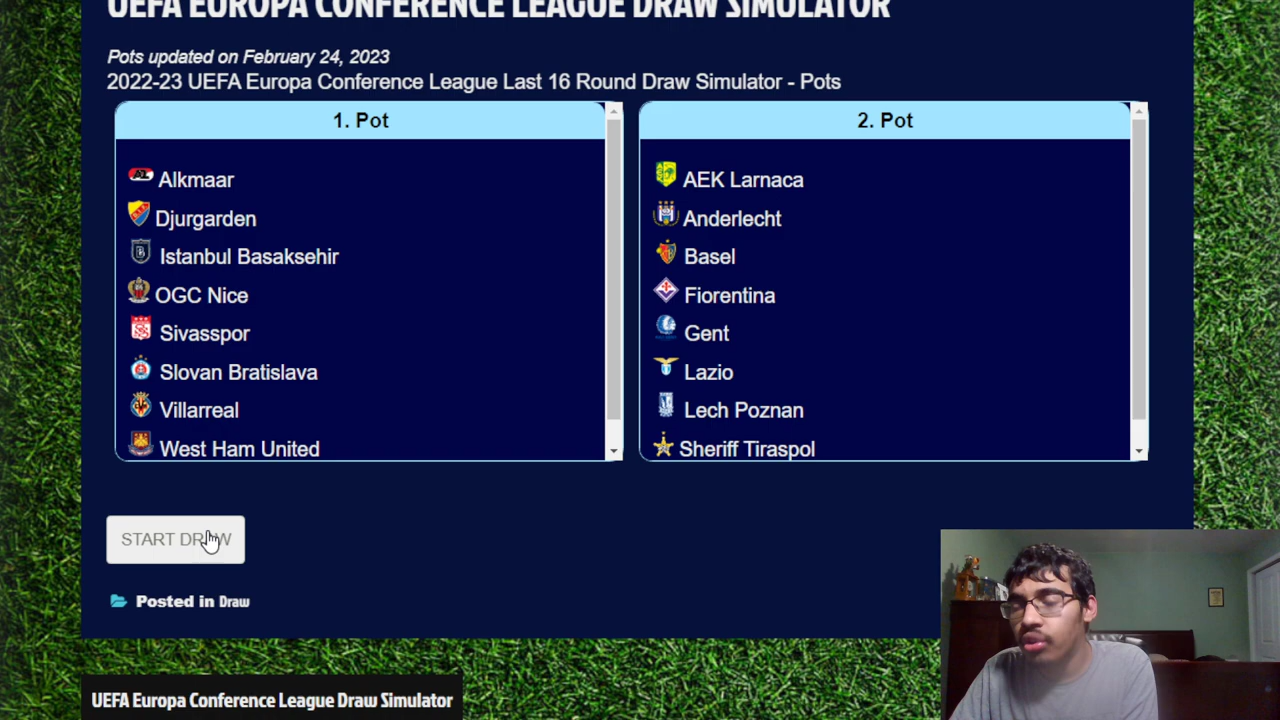 UEFA EUROPA CONFERENCE LEAGUE DRAW SIMULATOR
Pots updated on February 24, 2023
2022-23 UEFA Europa Conference League Last 16 Round Draw Simulator - Pots
1. Pot
Alkmaar
Djurgarden
Istanbul Basaksehir
OGC Nice
Sivasspor
Slovan Bratislava
Villarreal
West Ham United
2. Pot
AEK Larnaca
Anderlecht
Basel
Fiorentina
Gent
Lazio
Lech Poznan
Sheriff Tiraspol
START DRAW
Posted in Draw
UEFA Europa Conference League Draw Simulator